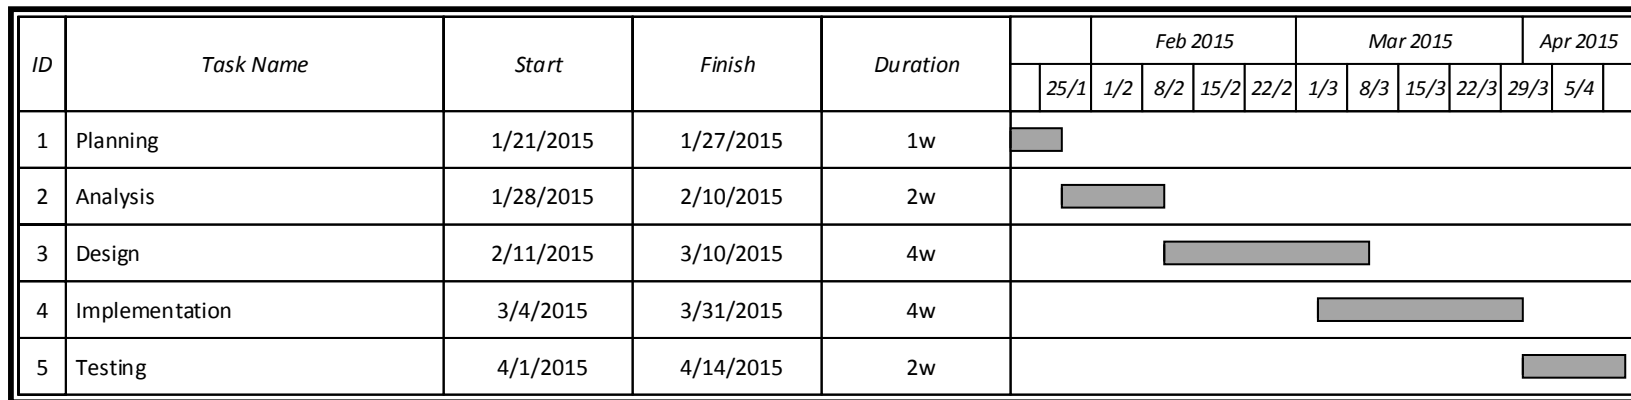 ID Task Name Start Finish Duration Feb 2015 Mar 2015 Apr 2015
25/1 1/2 8/2 15/2 22/2 1/3 8/3 15/3 22/3 29/3 5/4
1 Planning 1/21/2015 1/27/2015 1w
2 Analysis 1/28/2015 2/10/2015 2w
3 Design 2/11/2015 3/10/2015 4w
4 Implementation 3/4/2015 3/31/2015 4w
5 Testing 4/1/2015 4/14/2015 2w